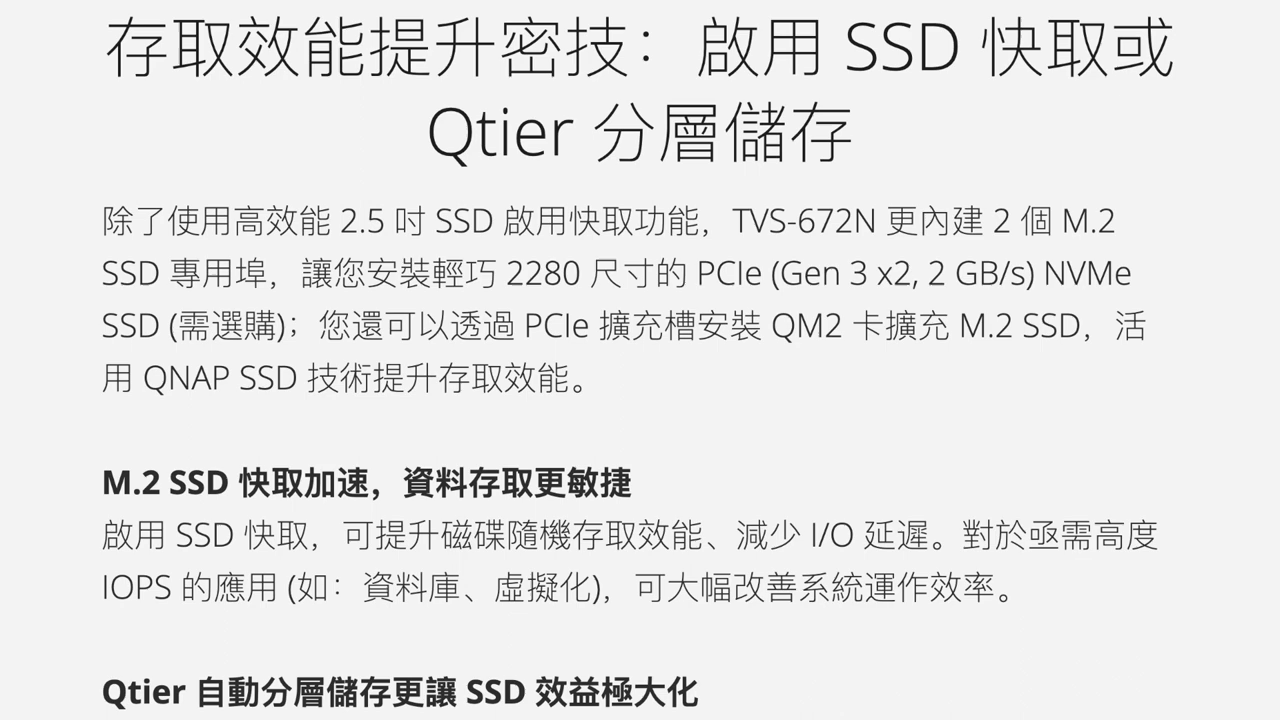 存取效能提升密技：啟用 SSD 快取或
Qtier 分層儲存
除了使用高效能 2.5 吋 SSD 啟用快取功能，TVS-672N 更內建 2 個 M.2
SSD 專用埠，讓您安裝輕巧 2280 尺寸的 PCIe (Gen 3 x2, 2 GB/s) NVMe
SSD (需選購)；您還可以透過 PCIe 擴充槽安裝 QM2 卡擴充 M.2 SSD，活
用 QNAP SSD 技術提升存取效能。
M.2 SSD 快取加速，資料存取更敏捷
啟用 SSD 快取，可提升磁碟隨機存取效能、減少 I/O 延遲。對於亟需高度
IOPS 的應用 (如：資料庫、虛擬化)，可大幅改善系統運作效率。
Qtier 自動分層儲存更讓 SSD 效益極大化